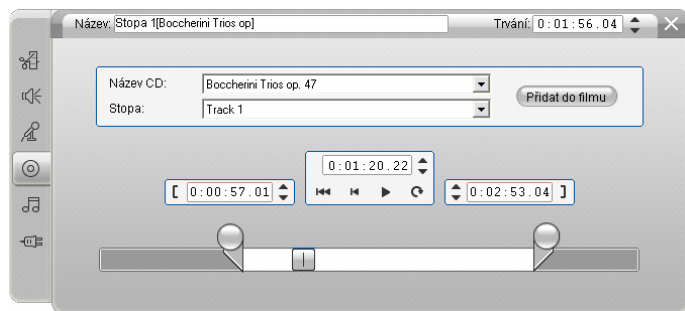 Název: Stopa 1[Boccherini Trios op] Trvání: 0:01:56.04
Název CD: Boccherini Trios op. 47
Přidat do filmu
Stopa: Track 1
0:01:20.22
[ 0:00:57.01 0:02:53.04 ]